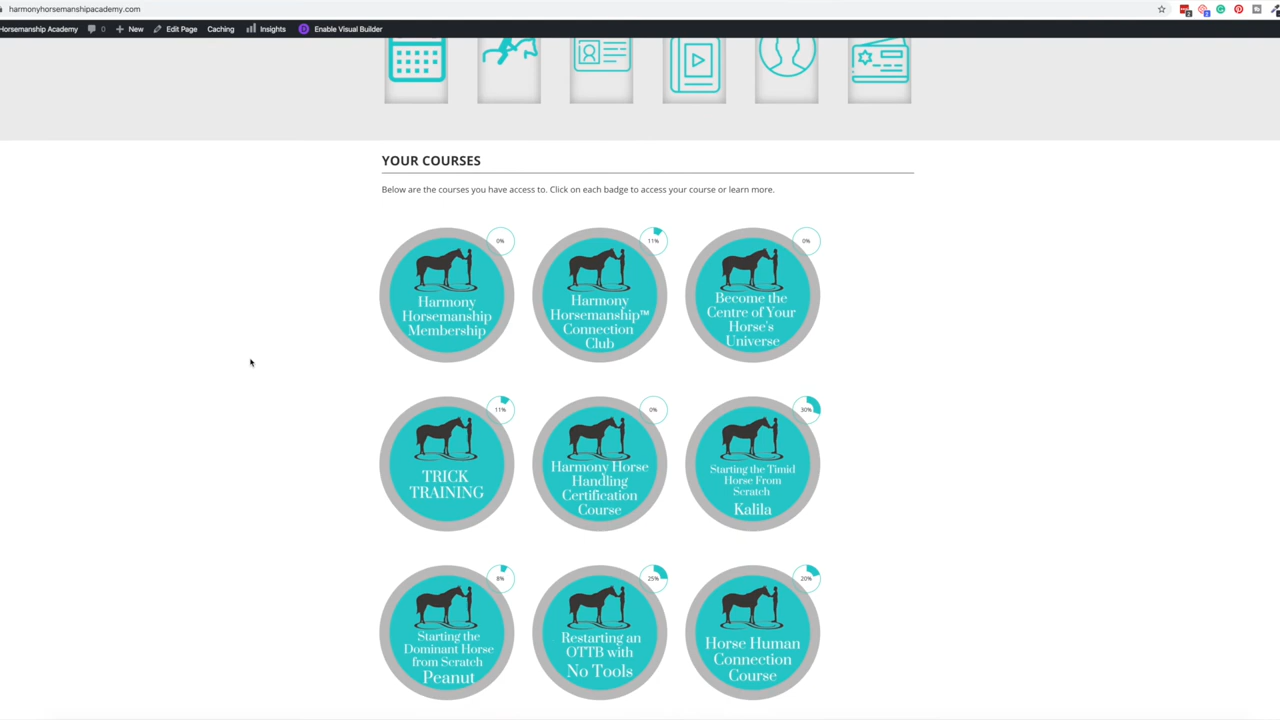 harmonyhorsemanshipacademy.com
Horsemanship Academy 0 New Edit Page Caching Insights Enable Visual Builder
YOUR COURSES
Below are the courses you have access to. Click on each badge to access your course or learn more.
0%
Harmony
Horsemanship
Membership
11%
Harmony
Horsemanship™
Connection
Club
0%
Become the
Centre of Your
Horse's
Universe
11%
TRICK
TRAINING
0%
Harmony Horse
Handling
Certification
Course
30%
Starting the Timid
Horse From
Scratch
Kalila
8%
Starting the
Dominant Horse
from Scratch
Peanut
25%
Restarting an
OTTB with
No Tools
20%
Horse Human
Connection
Course